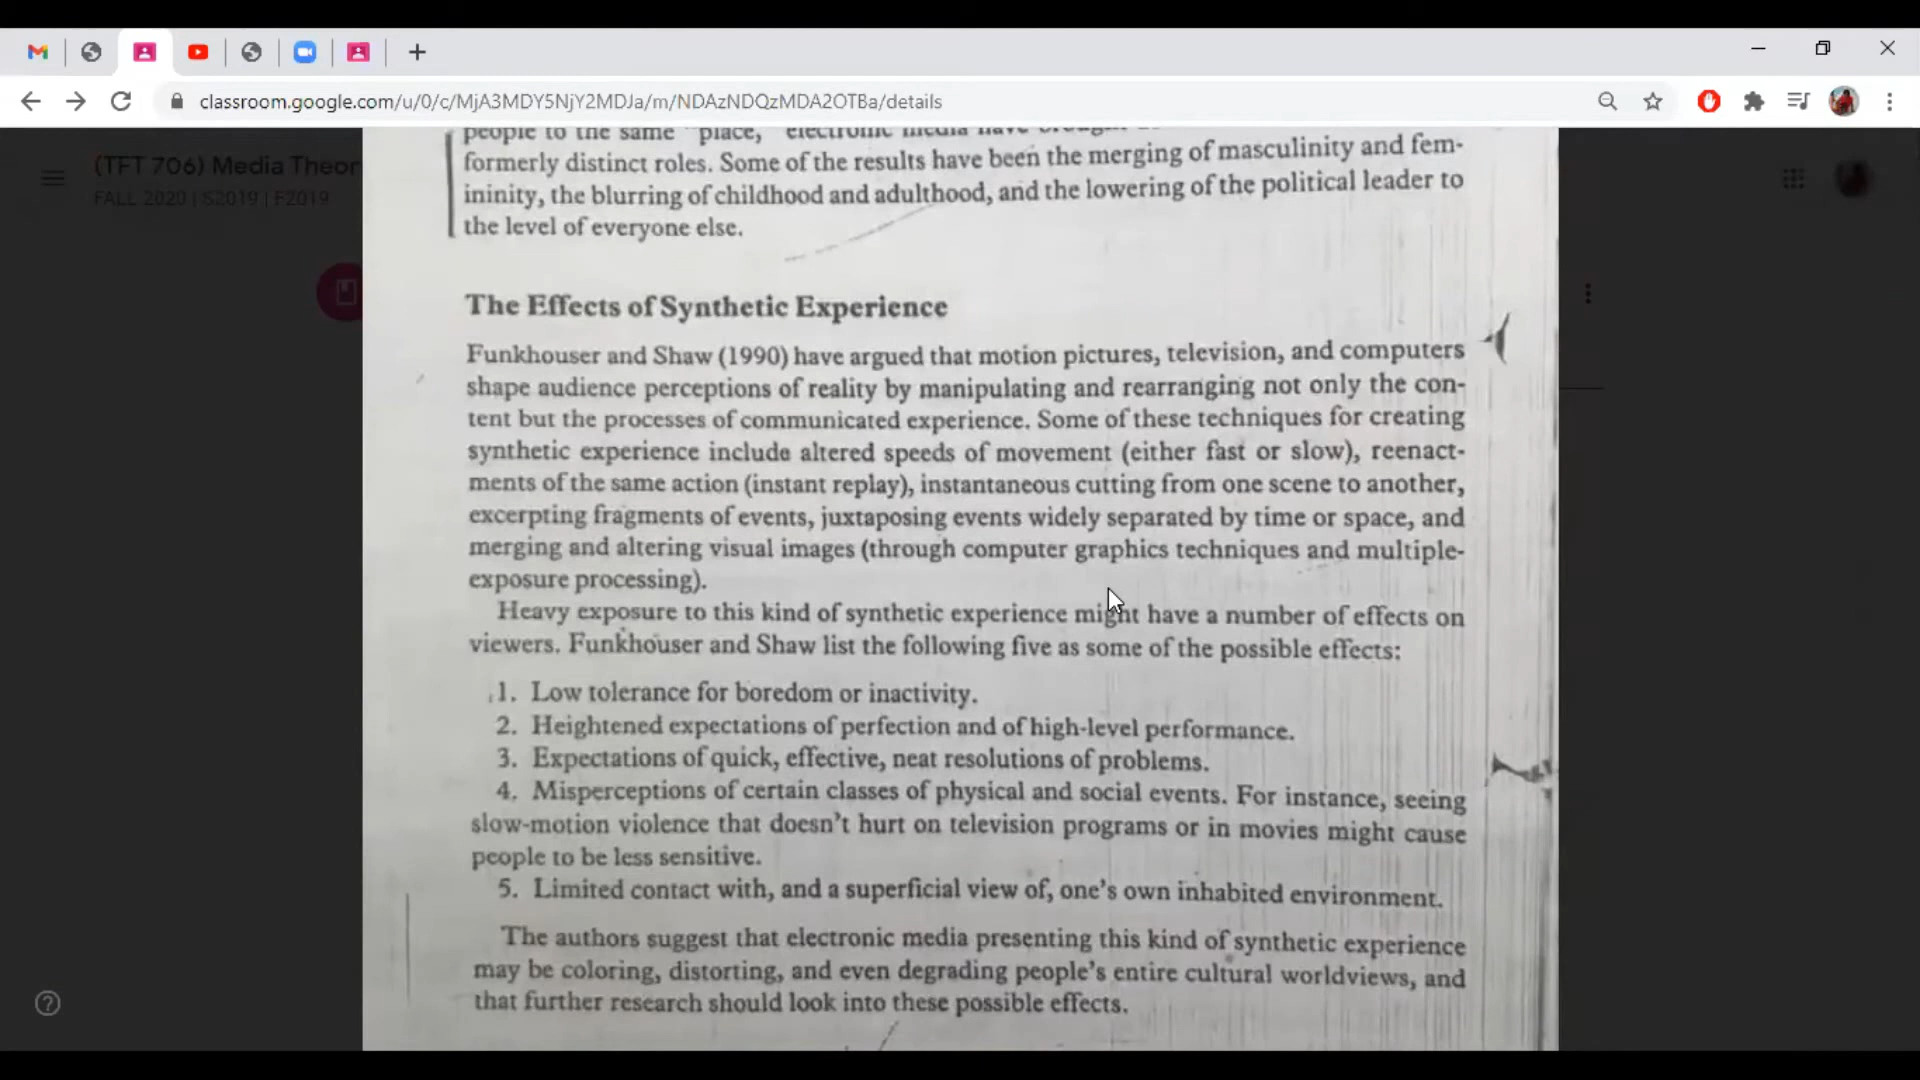 classroom.google.com/u/0/c/MjA3MDY5NjY2MDJa/m/NDAzNDQzMDA2OTBa/details
(TFT 706) Media Theor
FALL 2020 | S2019 | F2019
people to the same "place," electronic media have
formerly distinct roles. Some of the results have been the merging of masculinity and fem-
ininity, the blurring of childhood and adulthood, and the lowering of the political leader to
the level of everyone else.
The Effects of Synthetic Experience
Funkhouser and Shaw (1990) have argued that motion pictures, television, and computers
shape audience perceptions of reality by manipulating and rearranging not only the con-
tent but the processes of communicated experience. Some of these techniques for creating
synthetic experience include altered speeds of movement (either fast or slow), reenact-
ments of the same action (instant replay), instantaneous cutting from one scene to another,
excerpting fragments of events, juxtaposing events widely separated by time or space, and
merging and altering visual images (through computer graphics techniques and multiple-
exposure processing).
Heavy exposure to this kind of synthetic experience might have a number of effects on
viewers. Funkhouser and Shaw list the following five as some of the possible effects:
1. Low tolerance for boredom or inactivity.
2. Heightened expectations of perfection and of high-level performance.
3. Expectations of quick, effective, neat resolutions of problems.
4. Misperceptions of certain classes of physical and social events. For instance, seeing
slow-motion violence that doesn't hurt on television programs or in movies might cause
people to be less sensitive.
5. Limited contact with, and a superficial view of, one's own inhabited environment.
The authors suggest that electronic media presenting this kind of synthetic experience
may be coloring, distorting, and even degrading people's entire cultural worldviews, and
that further research should look into these possible effects.